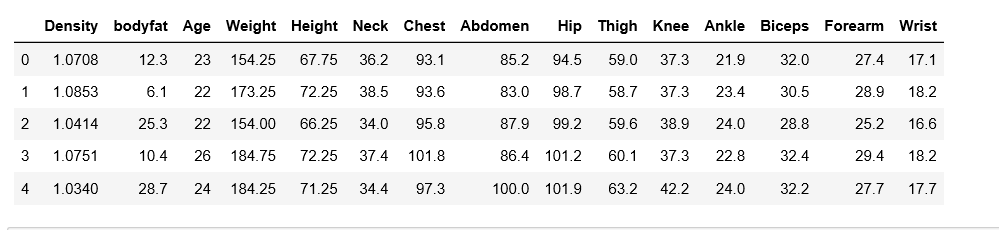 Density bodyfat Age Weight Height Neck Chest Abdomen Hip Thigh Knee Ankle Biceps Forearm Wrist
0 1.0708 12.3 23 154.25 67.75 36.2 93.1 85.2 94.5 59.0 37.3 21.9 32.0 27.4 17.1
1 1.0853 6.1 22 173.25 72.25 38.5 93.6 83.0 98.7 58.7 37.3 23.4 30.5 28.9 18.2
2 1.0414 25.3 22 154.00 66.25 34.0 95.8 87.9 99.2 59.6 38.9 24.0 28.8 25.2 16.6
3 1.0751 10.4 26 184.75 72.25 37.4 101.8 86.4 101.2 60.1 37.3 22.8 32.4 29.4 18.2
4 1.0340 28.7 24 184.25 71.25 34.4 97.3 100.0 101.9 63.2 42.2 24.0 32.2 27.7 17.7